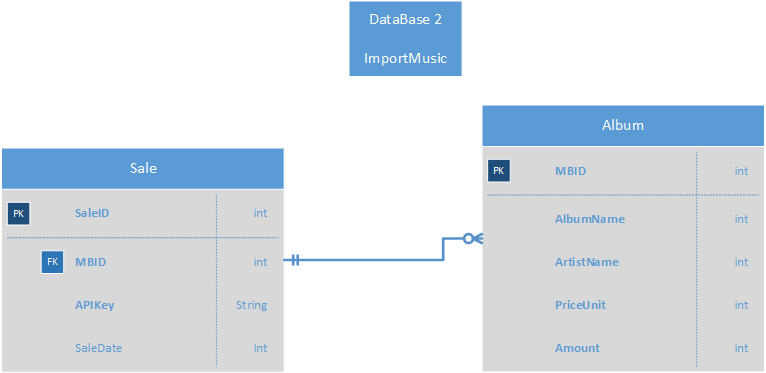 DataBase 2
ImportMusic
Sale
PK SaleID int
FK MBID int
APIKey String
SaleDate int
Album
PK MBID int
AlbumName int
ArtistName int
PriceUnit int
Amount int